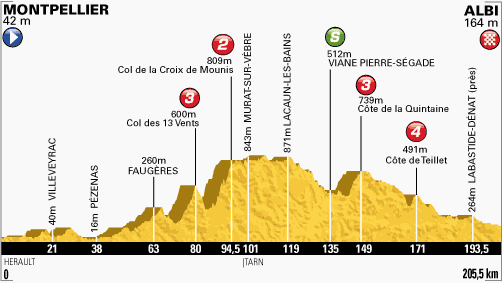 MONTPELLIER
42 m
ALBI
164 m
2
809m
Col de la Croix de Mounis
3
600m
Col des 13 Vents
260m
FAUGÈRES
40m VILLEVEYRAC
16m PÉZENAS
843m MURAT-SUR-VÈBRE
871m LACAUN-LES-BAINS
S
512m
VIANE PIERRE-SÉGADE
3
739m
Côte de la Quintaine
4
491m
Côte de Teillet
264m LABASTIDE-DÉNAT (près)
21
38
63
80
94,5
101
119
135
149
171
193,5
HERAULT
TARN
0
205,5 km